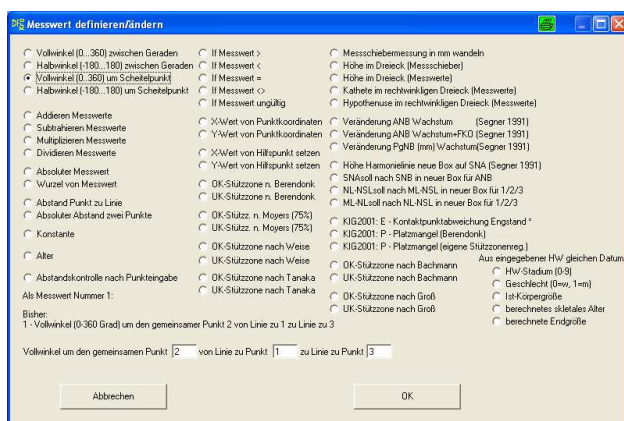 Messwert definieren/ändern
Vollwinkel (0...360) zwischen Geraden
Halbwinkel (-180...180) zwischen Geraden
Vollwinkel (0..360) um Scheitelpunkt
Halbwinkel (-180...180) um Scheitelpunkt
Addieren Messwerte
Subtrahieren Messwerte
Multiplizieren Messwerte
Dividieren Messwerte
Absoluter Messwert
Wurzel von Messwert
Abstand Punkt zu Linie
Absoluter Abstand zwei Punkte
Konstante
Alter
Abstandskontrolle nach Punkteingabe
If Messwert >
If Messwert <
If Messwert =
If Messwert <>
If Messwert ungültig
X-Wert von Punktkoordinaten
Y-Wert von Punktkoordinaten
X-Wert von Hilfspunkt setzen
Y-Wert von Hilfspunkt setzen
OK-Stützzone n. Berendonk
UK-Stützzone n. Berendonk
OK-Stütz. n. Moyers (75%)
UK-Stütz. n. Moyers (75%)
OK-Stützzone nach Weise
UK-Stützzone nach Weise
OK-Stützzone nach Tanaka
UK-Stützzone nach Tanaka
Messschiebermessung in mm wandeln
Höhe im Dreieck (Messschieber)
Höhe im Dreieck (Messwerte)
Kathete im rechtwinkligen Dreieck (Messwerte)
Hypothenuse im rechtwinkligen Dreieck (Messwerte)
Veränderung ANB Wachstum (Segner 1991)
Veränderung ANB Wachstum+FKO (Segner 1991)
Veränderung PgNB (mm) Wachstum(Segner 1991)
Höhe Harmonielinie neue Box auf SNA (Segner 1991)
SNAsoll nach SNB in neuer Box für ANB
NL-NSLsoll nach ML-NSL in neuer Box für 1/2/3
ML-NLsoll nach NL-NSL in neuer Box für 1/2/3
KIG2001: E - Kontaktpunktabweichung Engstand *
KIG2001: P - Platzmangel (Berendonk)
KIG2001: P - Platzmangel (eigene Stützzonenreg.)
OK-Stützzone nach Bachmann
UK-Stützzone nach Bachmann
OK-Stützzone nach Groß
UK-Stützzone nach Groß
Aus eingegebener HW gleichen Datum
HW-Stadium (0-9)
Geschlecht (0=w, 1=m)
Ist-Körpergröße
berechnetes skletales Alter
berechnete Endgröße
Als Messwert Nummer 1:
Bisher:
1 - Vollwinkel (0-360 Grad) um den gemeinsamer Punkt 2 von Linie zu 1 zu Linie zu 3
Vollwinkel um den gemeinsamen Punkt 2 von Linie zu Punkt 1 zu Linie zu Punkt 3
Abbrechen
OK